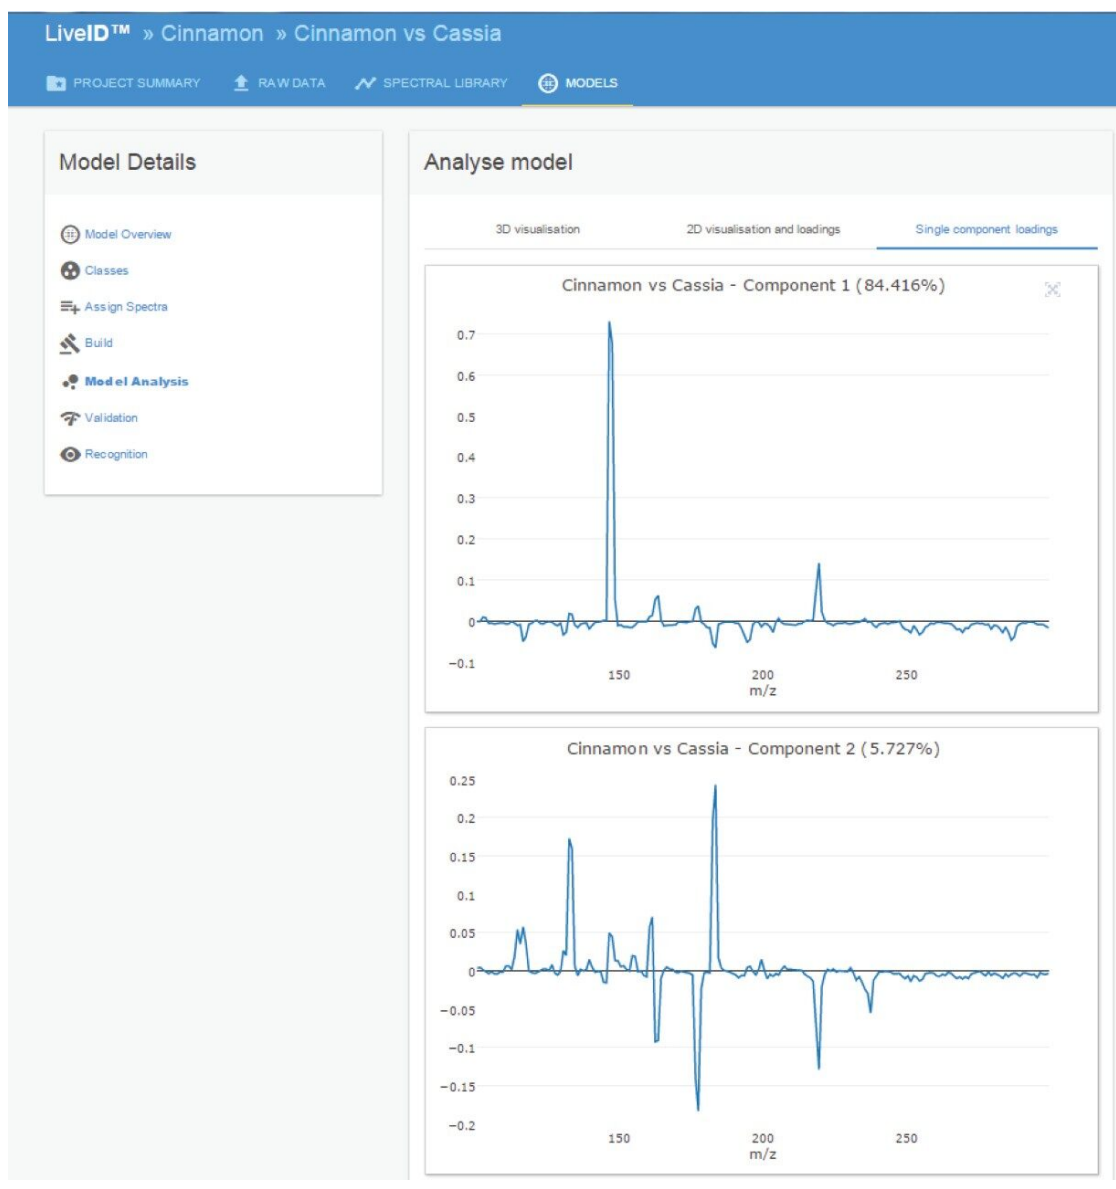 LiveID™ » Cinnamon » Cinnamon vs Cassia
PROJECT SUMMARY RAW DATA SPECTRAL LIBRARY MODELS
Model Details
Model Overview
Classes
Assign Spectra
Build
Model Analysis
Validation
Recognition
Analyse model
3D visualisation 2D visualisation and loadings Single component loadings
Cinnamon vs Cassia - Component 1 (84.416%)
0.7
0.6
0.5
0.4
0.3
0.2
0.1
0
−0.1
150 200 250
m/z
Cinnamon vs Cassia - Component 2 (5.727%)
0.25
0.2
0.15
0.1
0.05
0
−0.05
−0.1
−0.15
−0.2
150 200 250
m/z